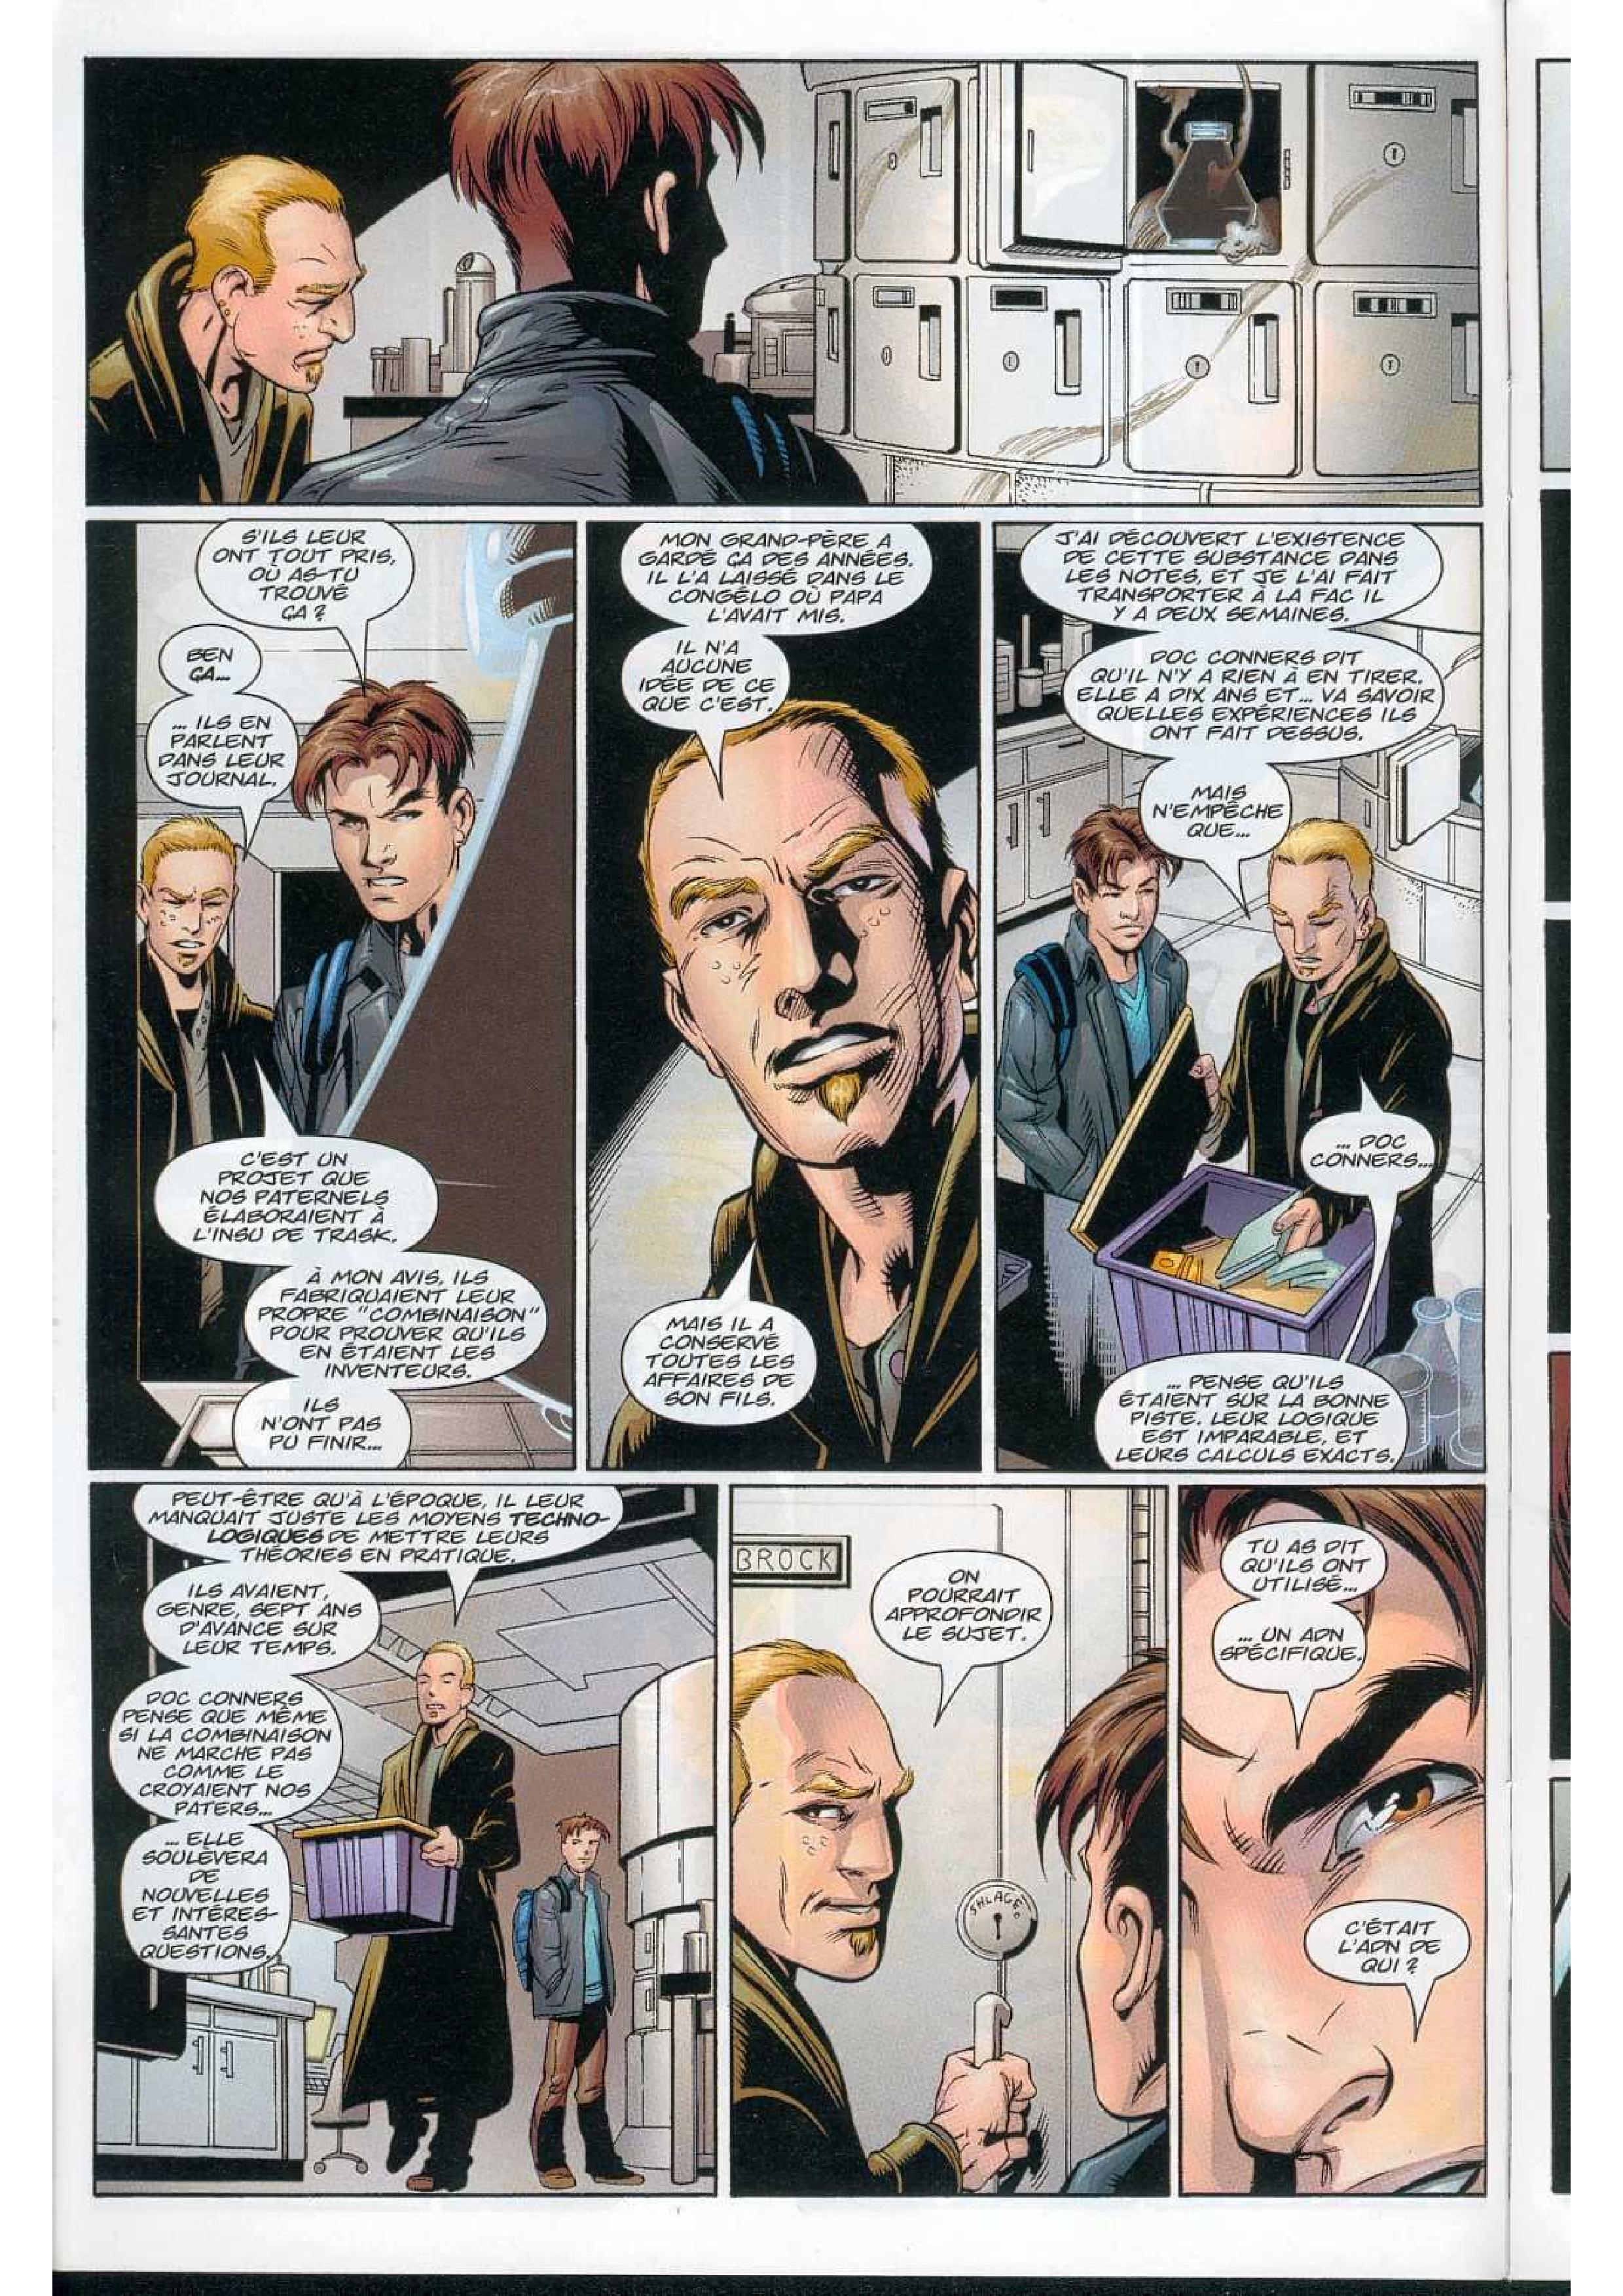 S'ILS LEUR
ONT TOUT PRIS,
OÙ AS-TU
TROUVÉ
ÇA ?
BEN
ÇA...
... ILS EN
PARLENT
DANS LEUR
JOURNAL.
C'EST UN
PROJET QUE
NOS PATERNELS
ÉLABORAIENT À
L'INSU DE TRASK.
À MON AVIS, ILS
FABRIQUAIENT LEUR
PROPRE "COMBINAISON"
POUR PROUVER QU'ILS
EN ÉTAIENT LES
INVENTEURS.
ILS
N'ONT PAS
PU FINIR...
MON GRAND-PÈRE A
GARDÉ ÇA DES ANNÉES.
IL L'A LAISSÉ DANS LE
CONGÉLO OÙ PAPA
L'AVAIT MIS.
IL N'A
AUCUNE
IDÉE DE CE
QUE C'EST.
MAIS IL A
CONSERVÉ
TOUTES LES
AFFAIRES DE
SON FILS.
J'AI DÉCOUVERT L'EXISTENCE
DE CETTE SUBSTANCE DANS
LES NOTES, ET JE L'AI FAIT
TRANSPORTER À LA FAC IL
Y A DEUX SEMAINES.
DOC CONNERS DIT
QU'IL N'Y A RIEN À EN TIRER.
ELLE A DIX ANS ET... VA SAVOIR
QUELLES EXPÉRIENCES ILS
ONT FAIT DESSUS.
MAIS
N'EMPÊCHE
QUE...
... DOC
CONNERS...
... PENSE QU'ILS
ÉTAIENT SUR LA BONNE
PISTE. LEUR LOGIQUE
EST IMPARABLE, ET
LEURS CALCULS EXACTS.
PEUT-ÊTRE QU'À L'ÉPOQUE, IL LEUR
MANQUAIT JUSTE LES MOYENS TECHNO-
LOGIQUES DE METTRE LEURS
THÉORIES EN PRATIQUE.
ILS AVAIENT,
GENRE, SEPT ANS
D'AVANCE SUR
LEUR TEMPS.
DOC CONNERS
PENSE QUE MÊME
SI LA COMBINAISON
NE MARCHE PAS
COMME LE
CROYAIENT NOS
PATERS...
... ELLE
SOULÈVERA
DE
NOUVELLES
ET INTÉRES-
SANTES
QUESTIONS.
BROCK
ON
POURRAIT
APPROFONDIR
LE SUJET.
SHLAGE
TU AS DIT
QU'ILS ONT
UTILISÉ...
... UN ADN
SPÉCIFIQUE.
C'ÉTAIT
L'ADN DE
QUI ?